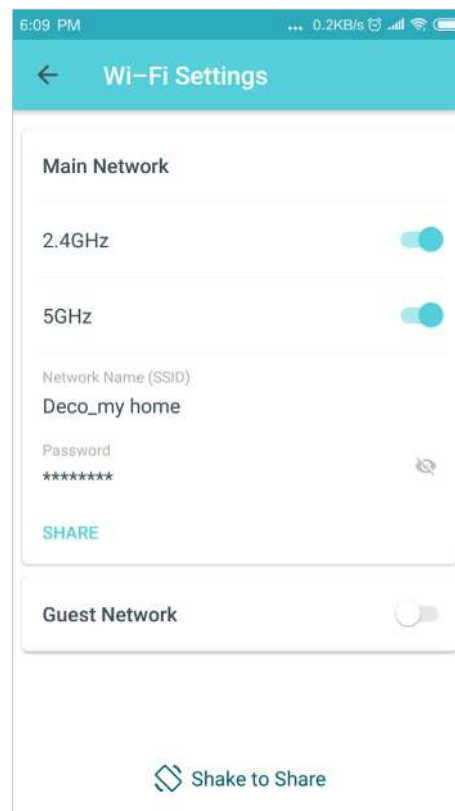 6:09 PM ... 0.2KB/s
Wi-Fi Settings
Main Network
2.4GHz
5GHz
Network Name (SSID)
Deco_my home
Password
********
SHARE
Guest Network
Shake to Share